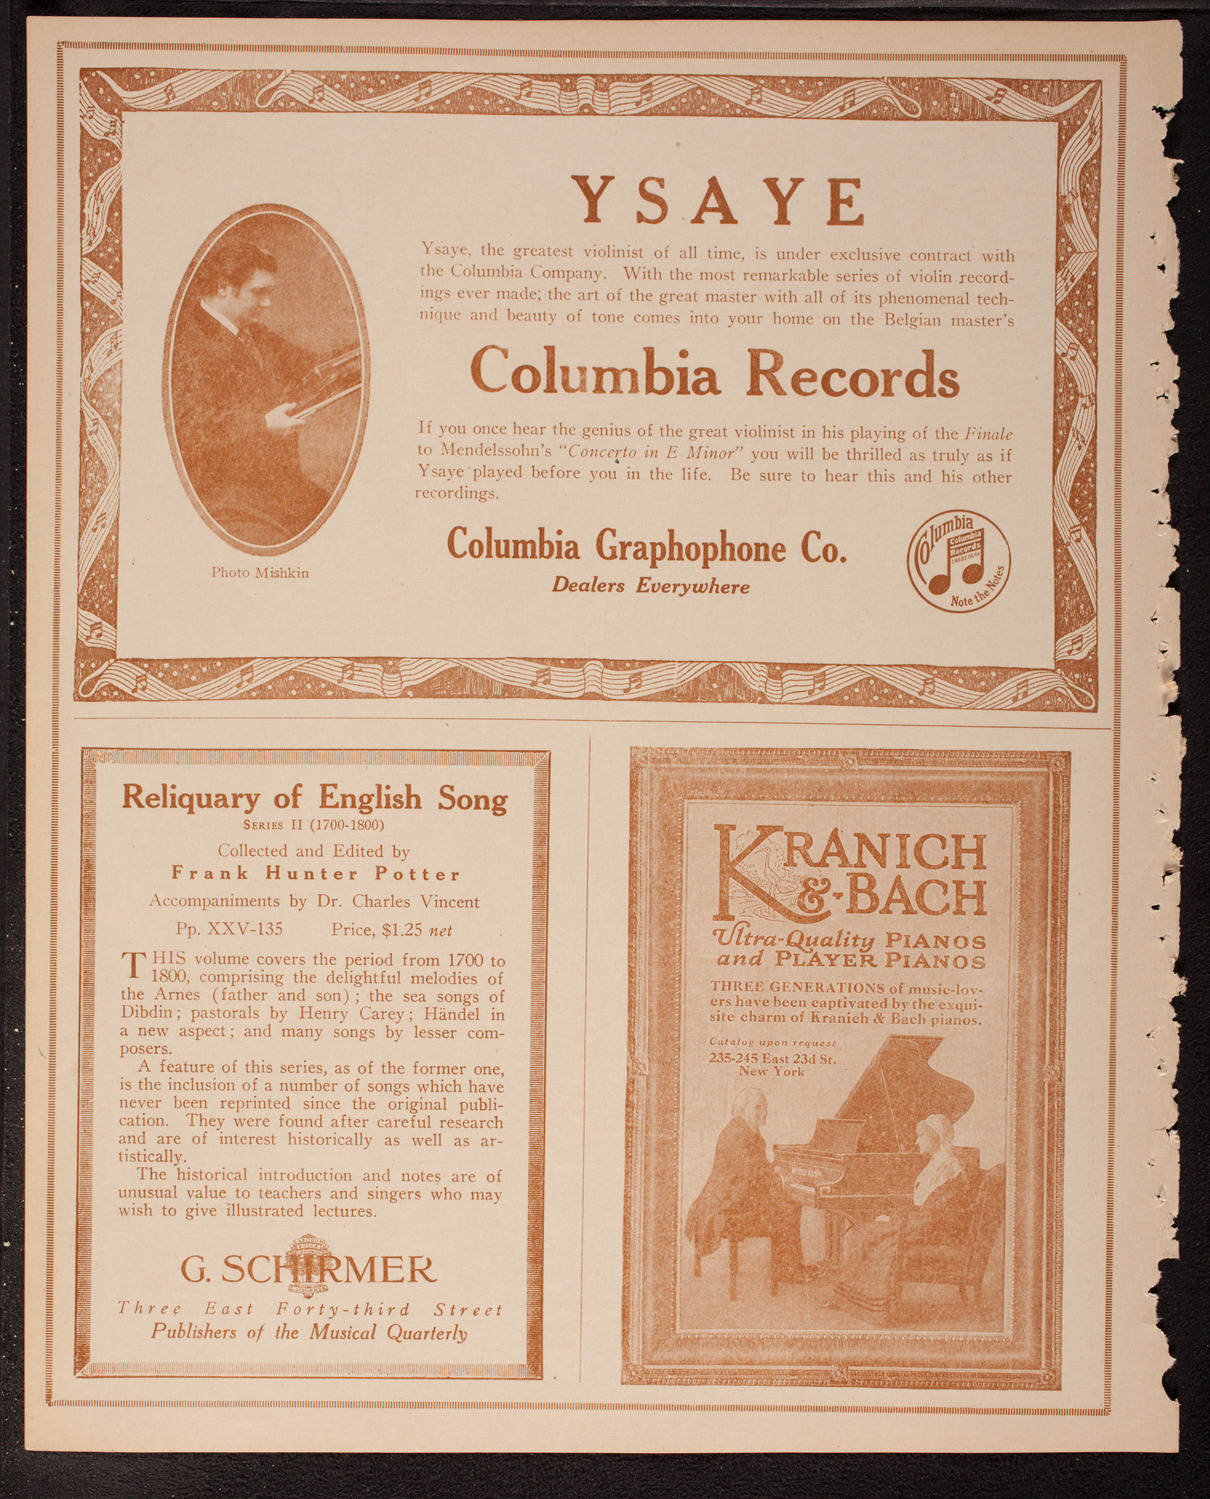 YSAYE
Ysaye, the greatest violinist of all time, is under exclusive contract with
the Columbia Company. With the most remarkable series of violin record-
ings ever made; the art of the great master with all of its phenomenal tech-
nique and beauty of tone comes into your home on the Belgian master's
Columbia Records
If you once hear the genius of the great violinist in his playing of the Finale
to Mendelssohn's "Concerto in E Minor" you will be thrilled as truly as if
Ysaye played before you in the life. Be sure to hear this and his other
recordings.
Columbia Graphophone Co.
Dealers Everywhere
Photo Mishkin
Columbia
Columbia
Records
TRADE MARK
Note the Notes
Reliquary of English Song
SERIES II (1700-1800)
Collected and Edited by
Frank Hunter Potter
Accompaniments by Dr. Charles Vincent
Pp. XXV-135 Price, $1.25 net
THIS volume covers the period from 1700 to
1800, comprising the delightful melodies of
the Arnes (father and son); the sea songs of
Dibdin; pastorals by Henry Carey; Händel in
a new aspect; and many songs by lesser com-
posers.
A feature of this series, as of the former one,
is the inclusion of a number of songs which have
never been reprinted since the original publi-
cation. They were found after careful research
and are of interest historically as well as ar-
tistically.
The historical introduction and notes are of
unusual value to teachers and singers who may
wish to give illustrated lectures.
G. SCHIRMER
Three East Forty-third Street
Publishers of the Musical Quarterly
KRANICH
&-BACH
Ultra-Quality PIANOS
and PLAYER PIANOS
THREE GENERATIONS of music-lov-
ers have been captivated by the exqui-
site charm of Kranich & Bach pianos.
Catalog upon request
235-245 East 23d St.
New York